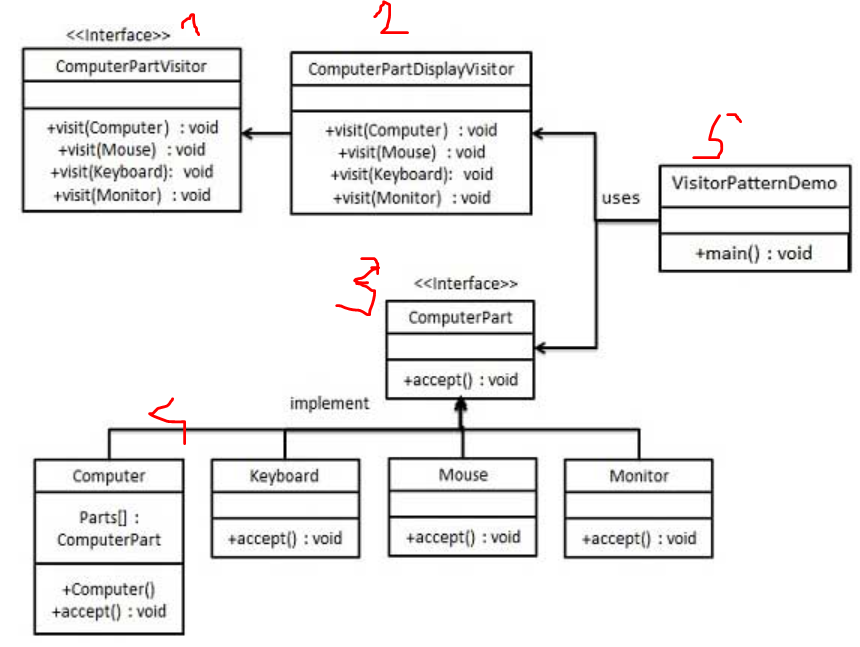 1
2
<<Interface>>
ComputerPartVisitor
+visit(Computer) : void
+visit(Mouse) : void
+visit(Keyboard): void
+visit(Monitor) : void
ComputerPartDisplayVisitor
+visit(Computer) : void
+visit(Mouse) : void
+visit(Keyboard): void
+visit(Monitor) : void
5
VisitorPatternDemo
+main() : void
uses
3
<<Interface>>
ComputerPart
+accept() : void
implement
4
Computer
Parts[] :
ComputerPart
+Computer()
+accept() : void
Keyboard
+accept() : void
Mouse
+accept() : void
Monitor
+accept() : void